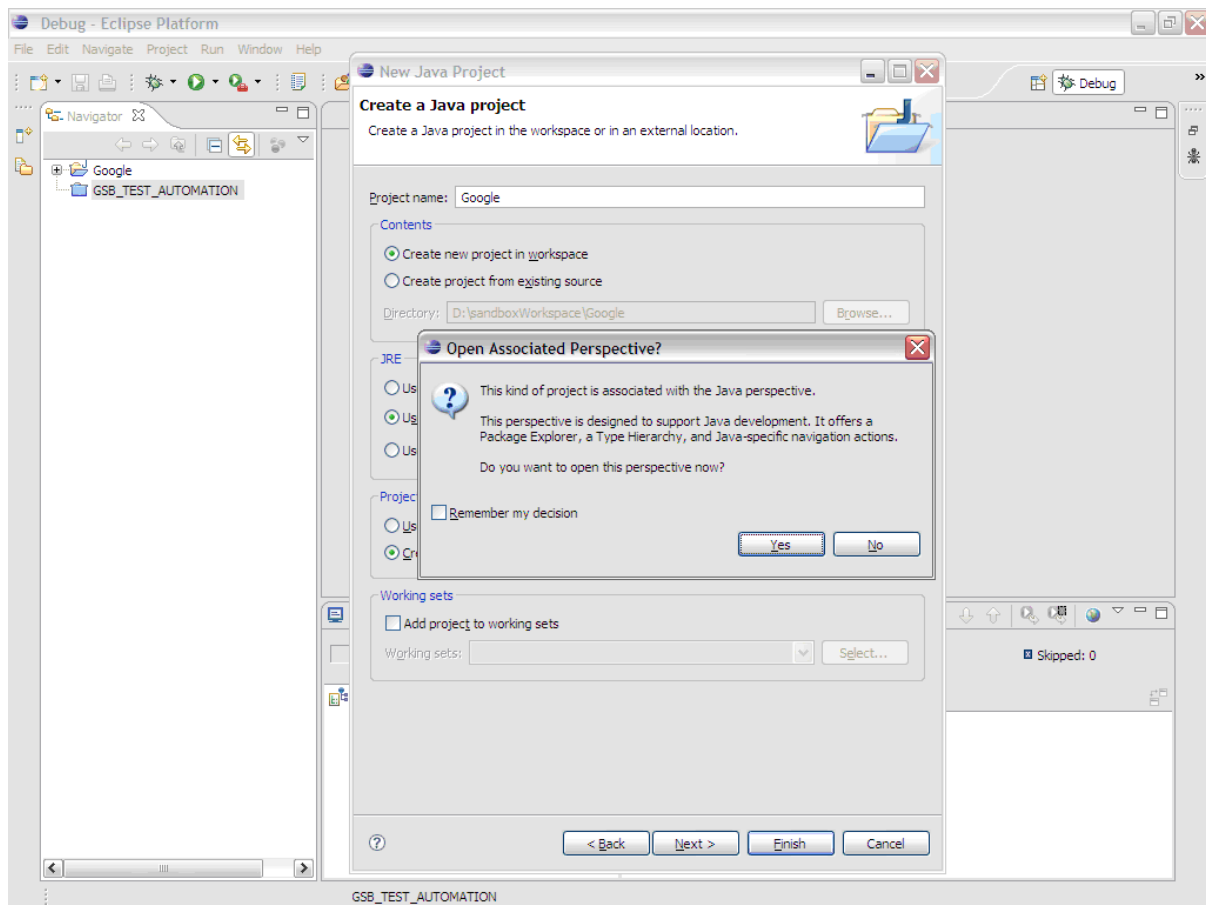 Debug - Eclipse Platform
File Edit Navigate Project Run Window Help
Debug
»
Navigator
Google
GSB_TEST_AUTOMATION
New Java Project
Create a Java project
Create a Java project in the workspace or in an external location.
Project name: Google
Contents
Create new project in workspace
Create project from existing source
Directory: D:\sandboxWorkspace\Google Browse...
JRE
Us
Us
Us
Project
Us
Cre
Open Associated Perspective?
This kind of project is associated with the Java perspective.
This perspective is designed to support Java development. It offers a
Package Explorer, a Type Hierarchy, and Java-specific navigation actions.
Do you want to open this perspective now?
Remember my decision
Yes No
Working sets
Add project to working sets
Working sets: Select...
Skipped: 0
< Back Next > Finish Cancel
GSB_TEST_AUTOMATION